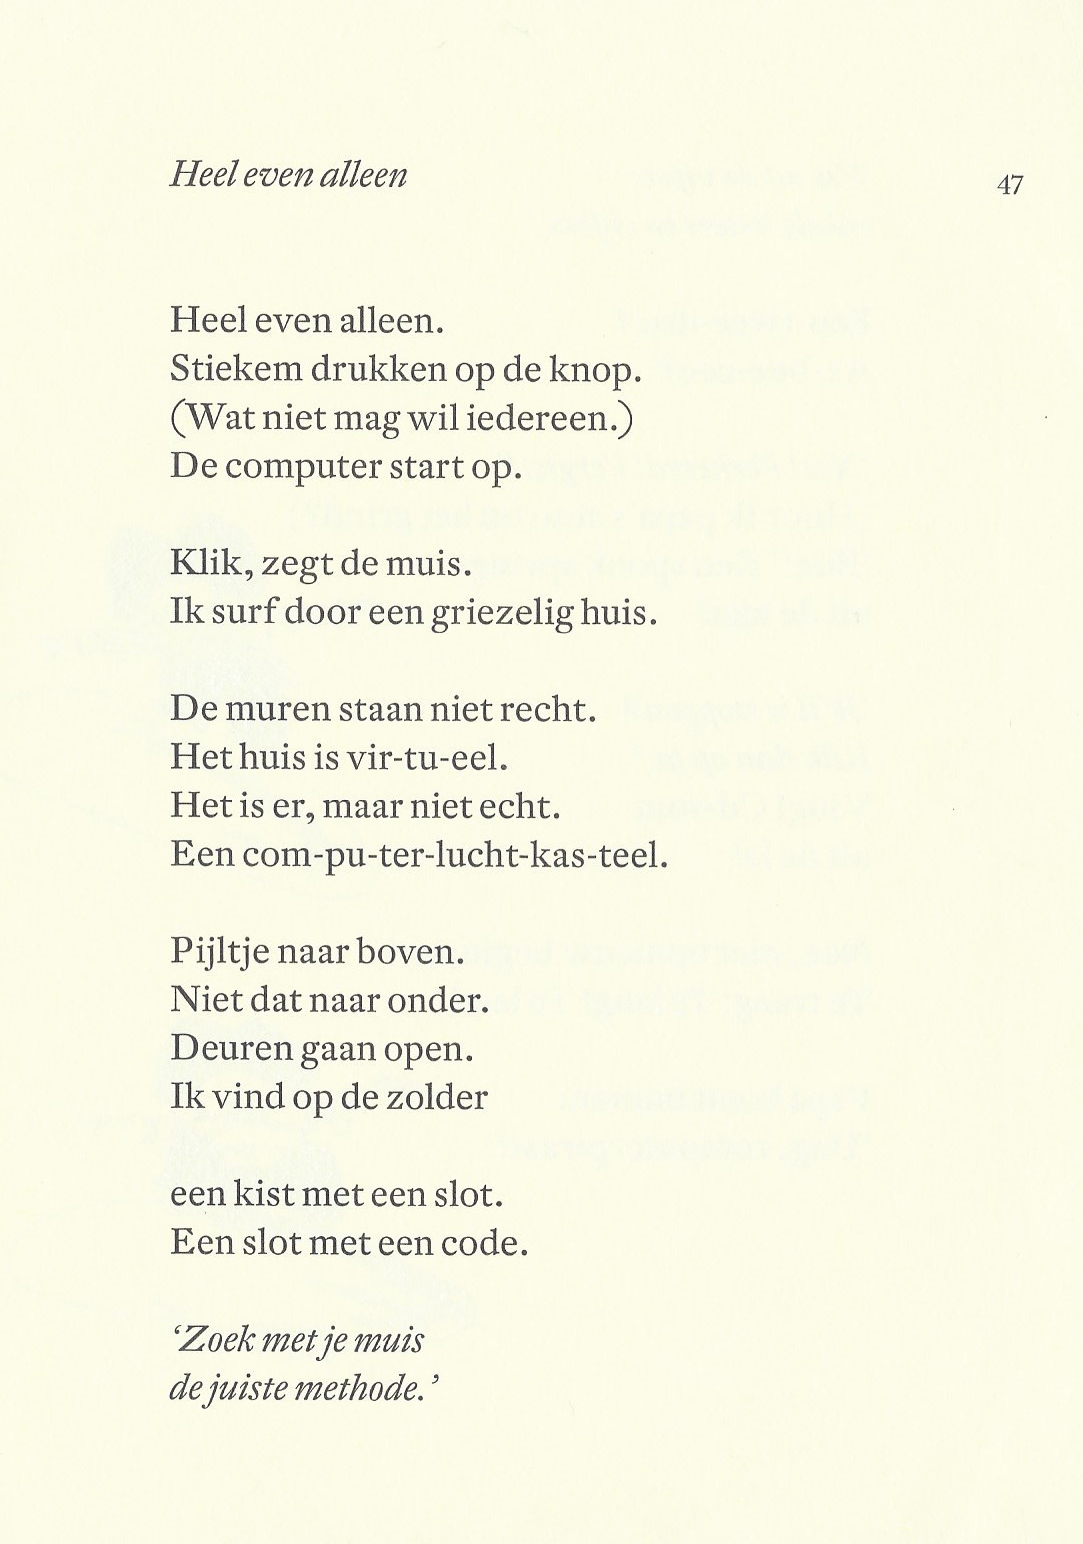 Heel even alleen
47
Heel even alleen.
Stiekem drukken op de knop.
(Wat niet mag wil iedereen.)
De computer start op.
Klik, zegt de muis.
Ik surf door een griezelig huis.
De muren staan niet recht.
Het huis is vir-tu-eel.
Het is er, maar niet echt.
Een com-pu-ter-lucht-kas-teel.
Pijltje naar boven.
Niet dat naar onder.
Deuren gaan open.
Ik vind op de zolder
een kist met een slot.
Een slot met een code.
‘Zoek met je muis
de juiste methode.’